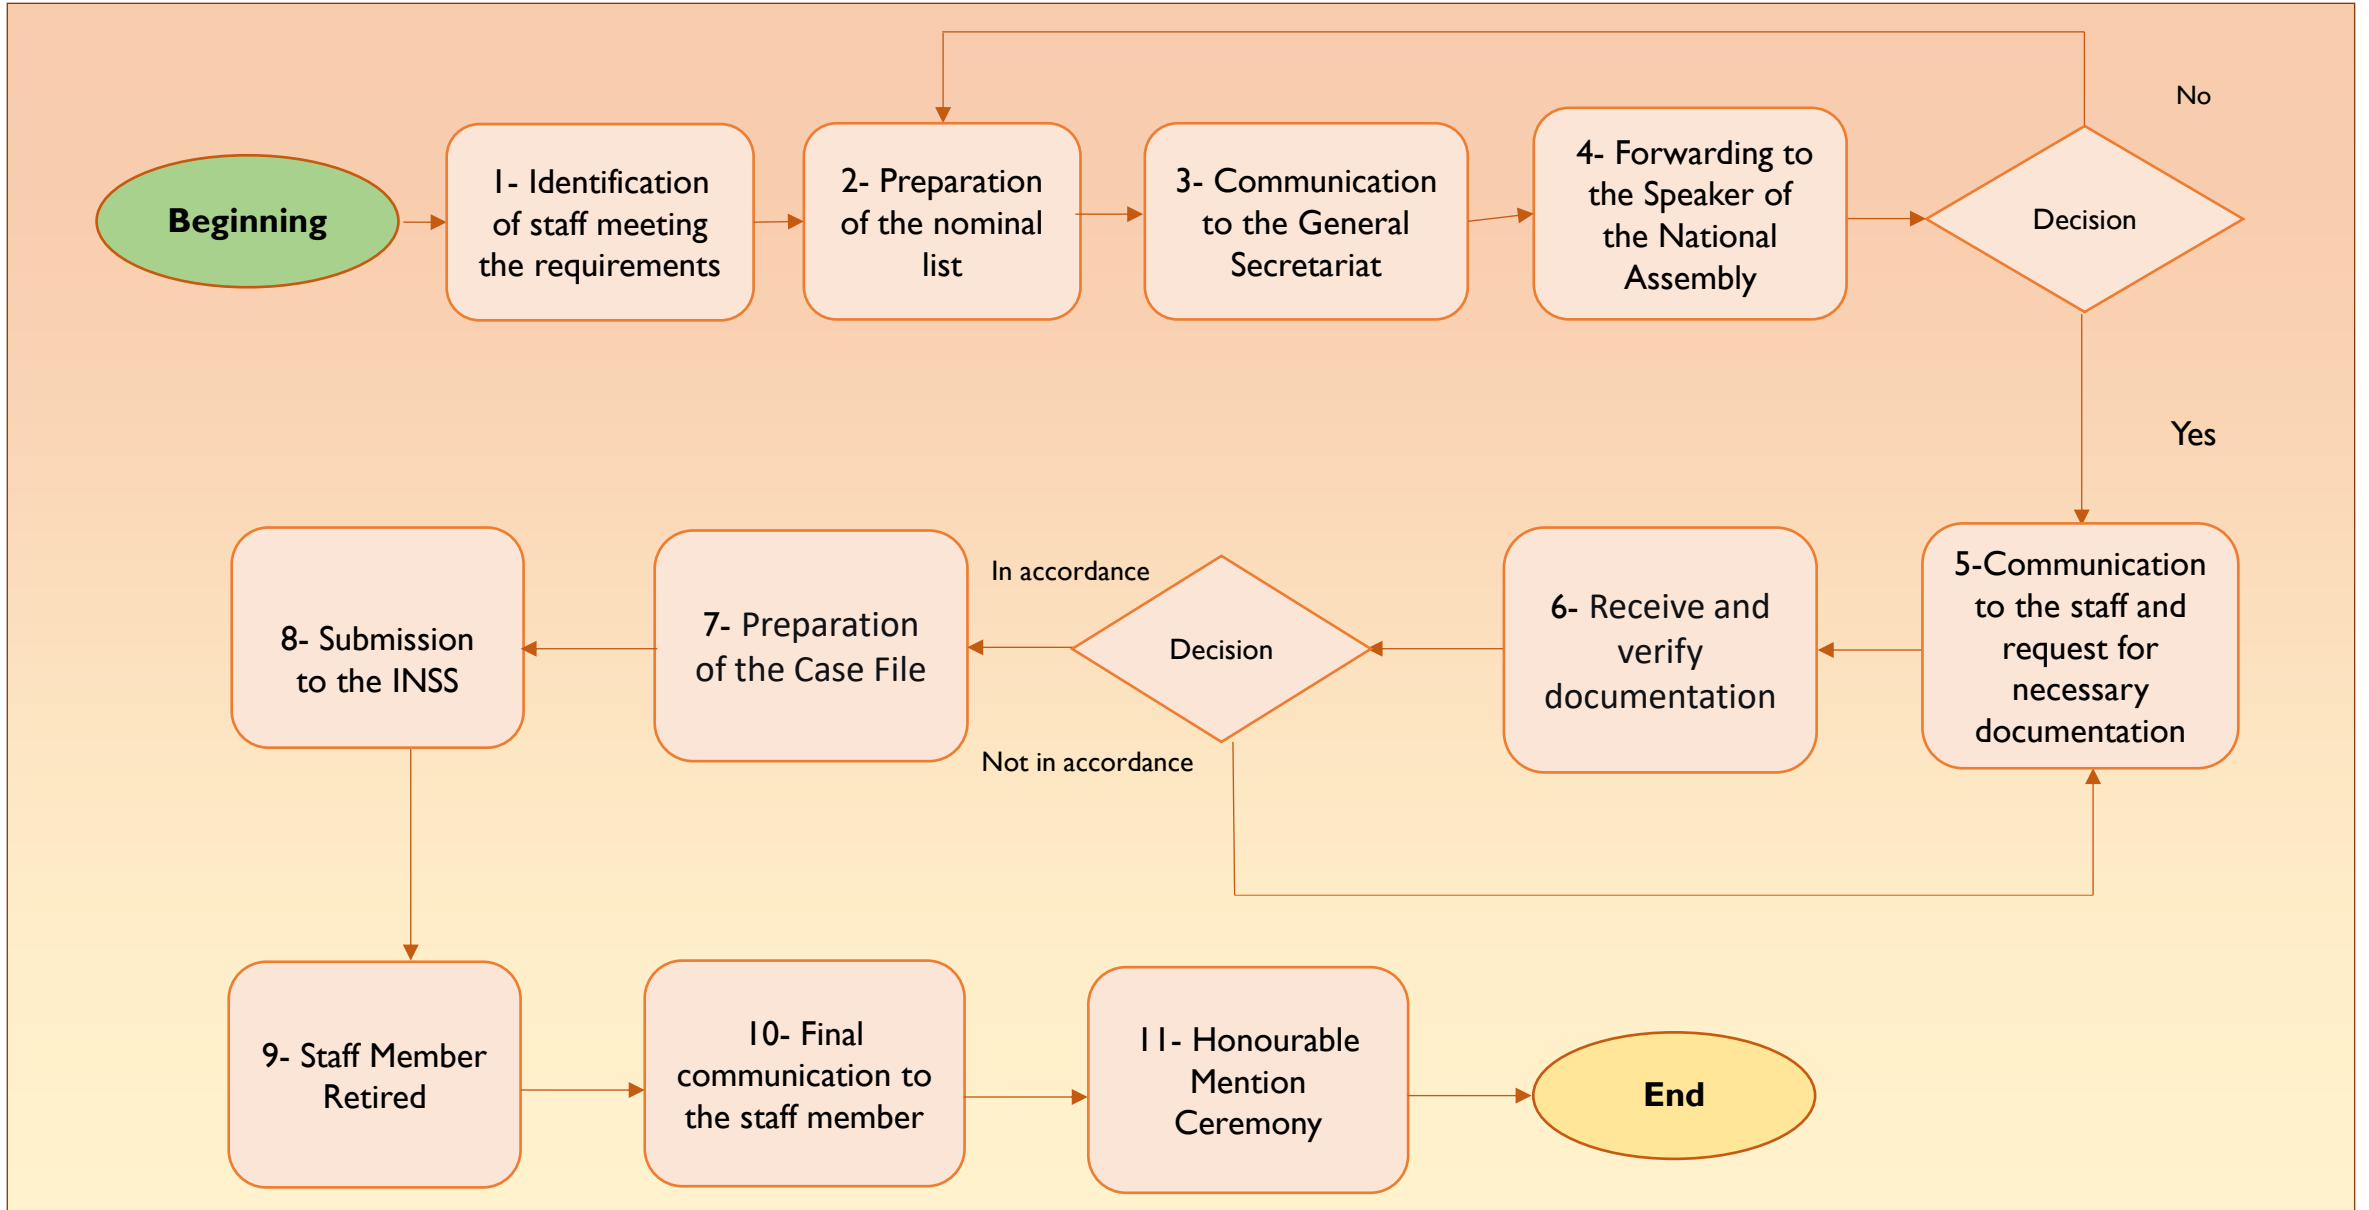 Beginning
1- Identification
of staff meeting
the requirements
2- Preparation
of the nominal
list
3- Communication
to the General
Secretariat
4- Forwarding to
the Speaker of
the National
Assembly
Decision
No
Yes
5-Communication
to the staff and
request for
necessary
documentation
6- Receive and
verify
documentation
Decision
In accordance
Not in accordance
7- Preparation
of the Case File
8- Submission
to the INSS
9- Staff Member
Retired
10- Final
communication to
the staff member
11- Honourable
Mention
Ceremony
End